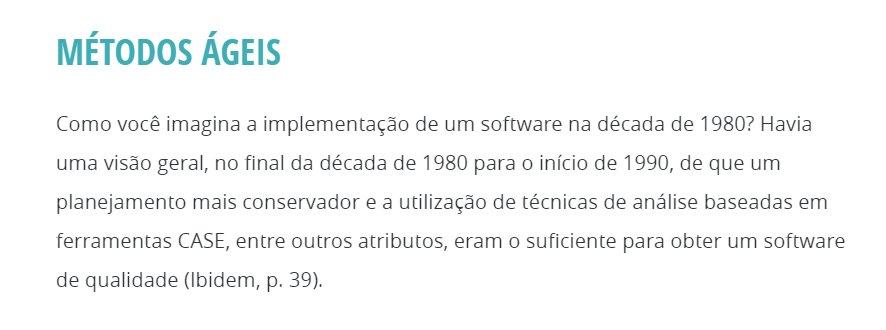 MÉTODOS ÁGEIS
Como você imagina a implementação de um software na década de 1980? Havia
uma visão geral, no final da década de 1980 para o início de 1990, de que um
planejamento mais conservador e a utilização de técnicas de análise baseadas em
ferramentas CASE, entre outros atributos, eram o suficiente para obter um software
de qualidade (Ibidem, p. 39).